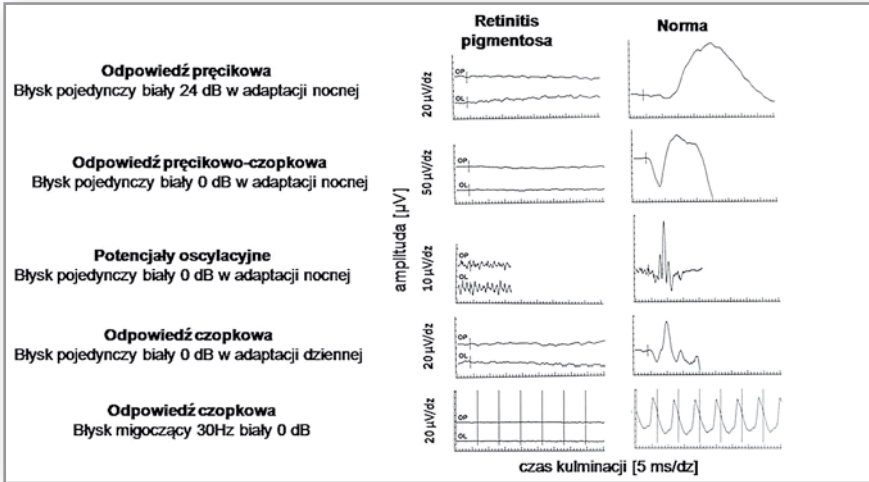 Retinitis
pigmentosa
Norma
Odpowiedź pręcikowa
Błysk pojedynczy biały 24 dB w adaptacji nocnej
OP
OL
20 µV/dz
Odpowiedź pręcikowo-czopkowa
Błysk pojedynczy biały 0 dB w adaptacji nocnej
OP
OL
50 µV/dz
amplituda [µV]
Potencjały oscylacyjne
Błysk pojedynczy biały 0 dB w adaptacji nocnej
OP
OL
10 µV/dz
Odpowiedź czopkowa
Błysk pojedynczy biały 0 dB w adaptacji dziennej
OP
OL
20 µV/dz
Odpowiedź czopkowa
Błysk migoczący 30Hz biały 0 dB
OP
OL
20 µV/dz
czas kulminacji [5 ms/dz]